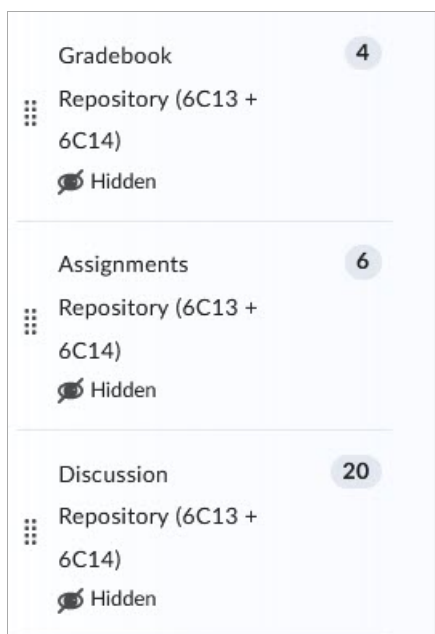 Gradebook 4
Repository (6C13 +
6C14)
Hidden
Assignments 6
Repository (6C13 +
6C14)
Hidden
Discussion 20
Repository (6C13 +
6C14)
Hidden